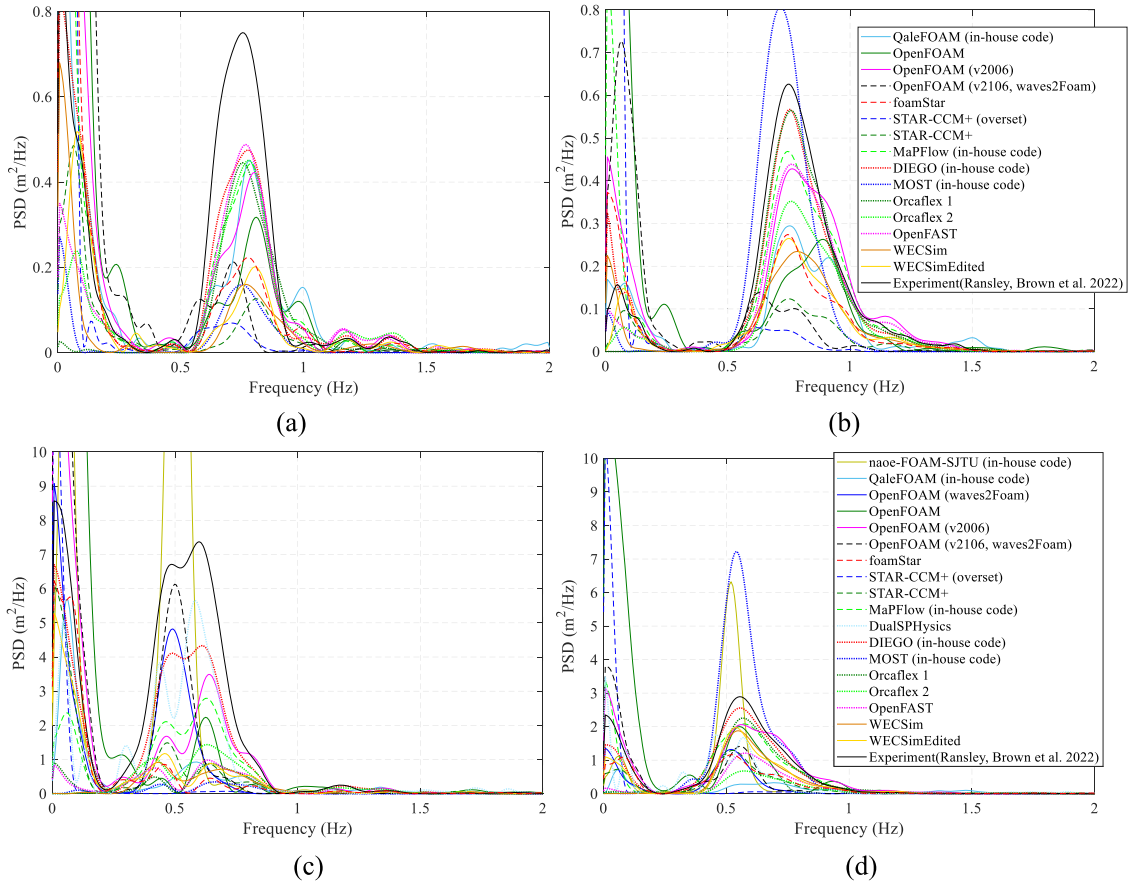 0.8
0.6
0.4
0.2
0
PSD (m²/Hz)
0
0.5
1
1.5
2
Frequency (Hz)
(a)
0.8
0.7
0.6
0.5
0.4
0.3
0.2
0.1
0
PSD (m²/Hz)
0
0.5
1
1.5
2
Frequency (Hz)
QaleFOAM (in-house code)
OpenFOAM
OpenFOAM (v2006)
OpenFOAM (v2106, waves2Foam)
foamStar
STAR-CCM+ (overset)
STAR-CCM+
MaPFlow (in-house code)
DIEGO (in-house code)
MOST (in-house code)
Orcaflex 1
Orcaflex 2
OpenFAST
WECSim
WECSimEdited
Experiment(Ransley, Brown et al. 2022)
(b)
10
9
8
7
6
5
4
3
2
1
0
PSD (m²/Hz)
0
0.5
1
1.5
2
Frequency (Hz)
(c)
10
9
8
7
6
5
4
3
2
1
0
PSD (m²/Hz)
0
0.5
1
1.5
2
Frequency (Hz)
naoe-FOAM-SJTU (in-house code)
QaleFOAM (in-house code)
OpenFOAM (waves2Foam)
OpenFOAM
OpenFOAM (v2006)
OpenFOAM (v2106, waves2Foam)
foamStar
STAR-CCM+ (overset)
STAR-CCM+
MaPFlow (in-house code)
DualSPHysics
DIEGO (in-house code)
MOST (in-house code)
Orcaflex 1
Orcaflex 2
OpenFAST
WECSim
WECSimEdited
Experiment(Ransley, Brown et al. 2022)
(d)